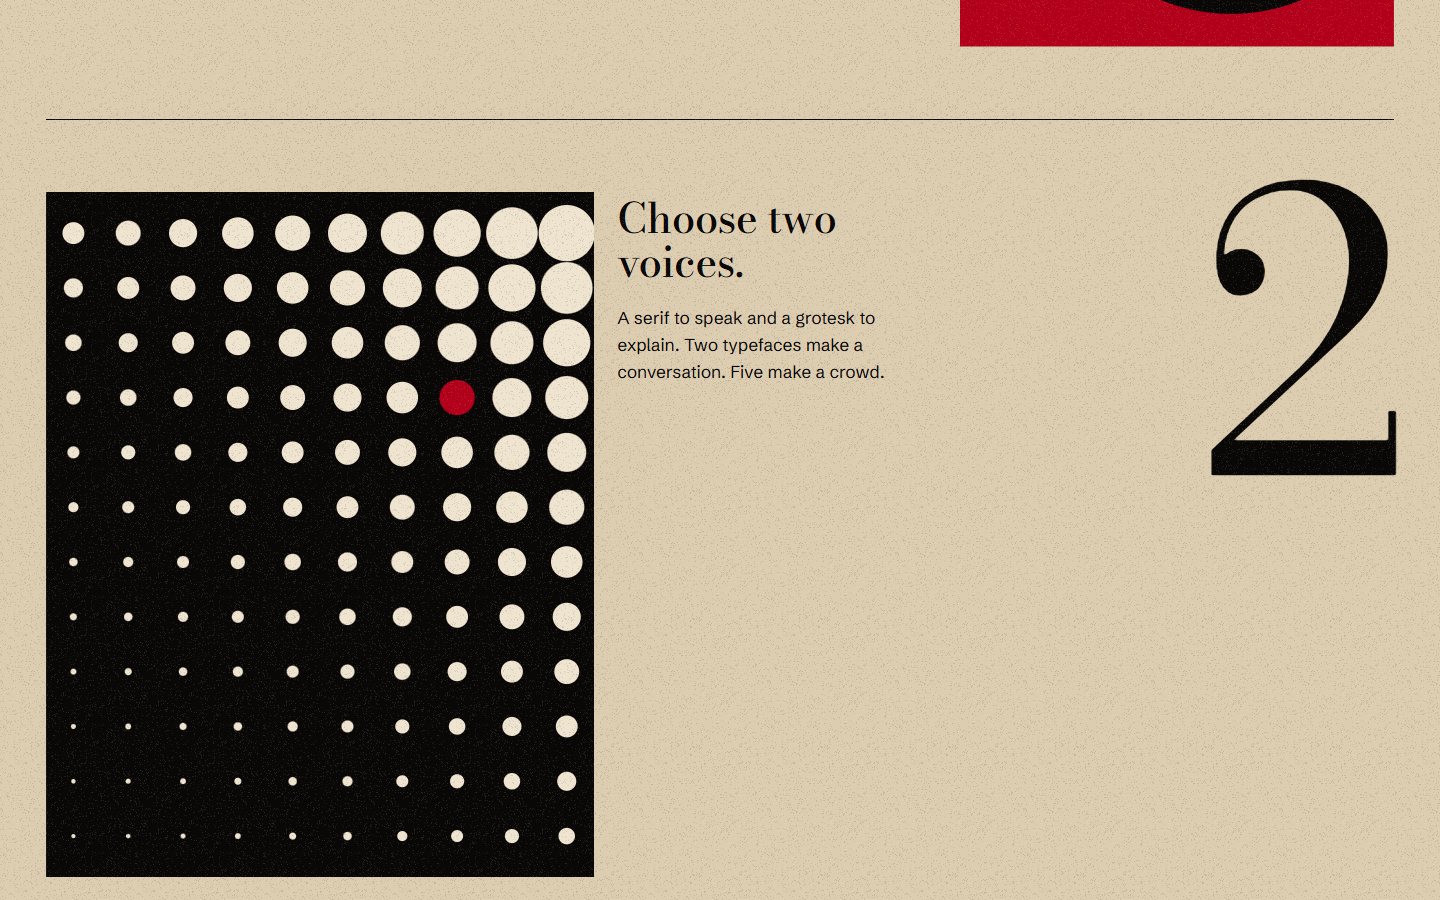 Choose two
voices.
A serif to speak and a grotesk to
explain. Two typefaces make a
conversation. Five make a crowd.
2